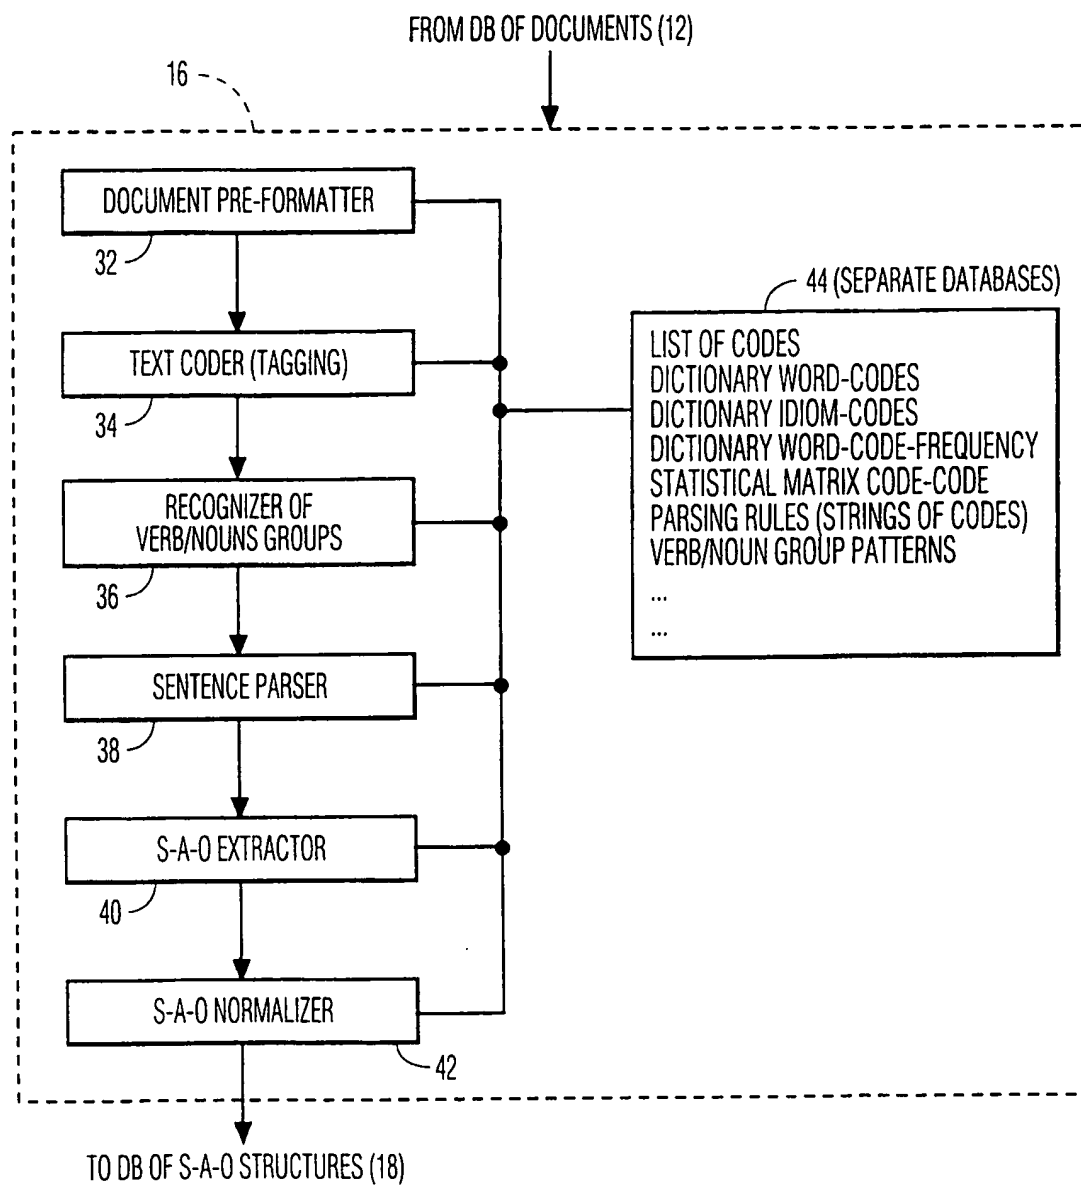 FROM DB OF DOCUMENTS (12)
16
DOCUMENT PRE-FORMATTER
32
44 (SEPARATE DATABASES)
TEXT CODER (TAGGING)
34
LIST OF CODES
DICTIONARY WORD-CODES
DICTIONARY IDIOM-CODES
DICTIONARY WORD-CODE-FREQUENCY
STATISTICAL MATRIX CODE-CODE
PARSING RULES (STRINGS OF CODES)
VERB/NOUN GROUP PATTERNS
...
...
RECOGNIZER OF
VERB/NOUNS GROUPS
36
SENTENCE PARSER
38
S-A-O EXTRACTOR
40
S-A-O NORMALIZER
42
TO DB OF S-A-O STRUCTURES (18)